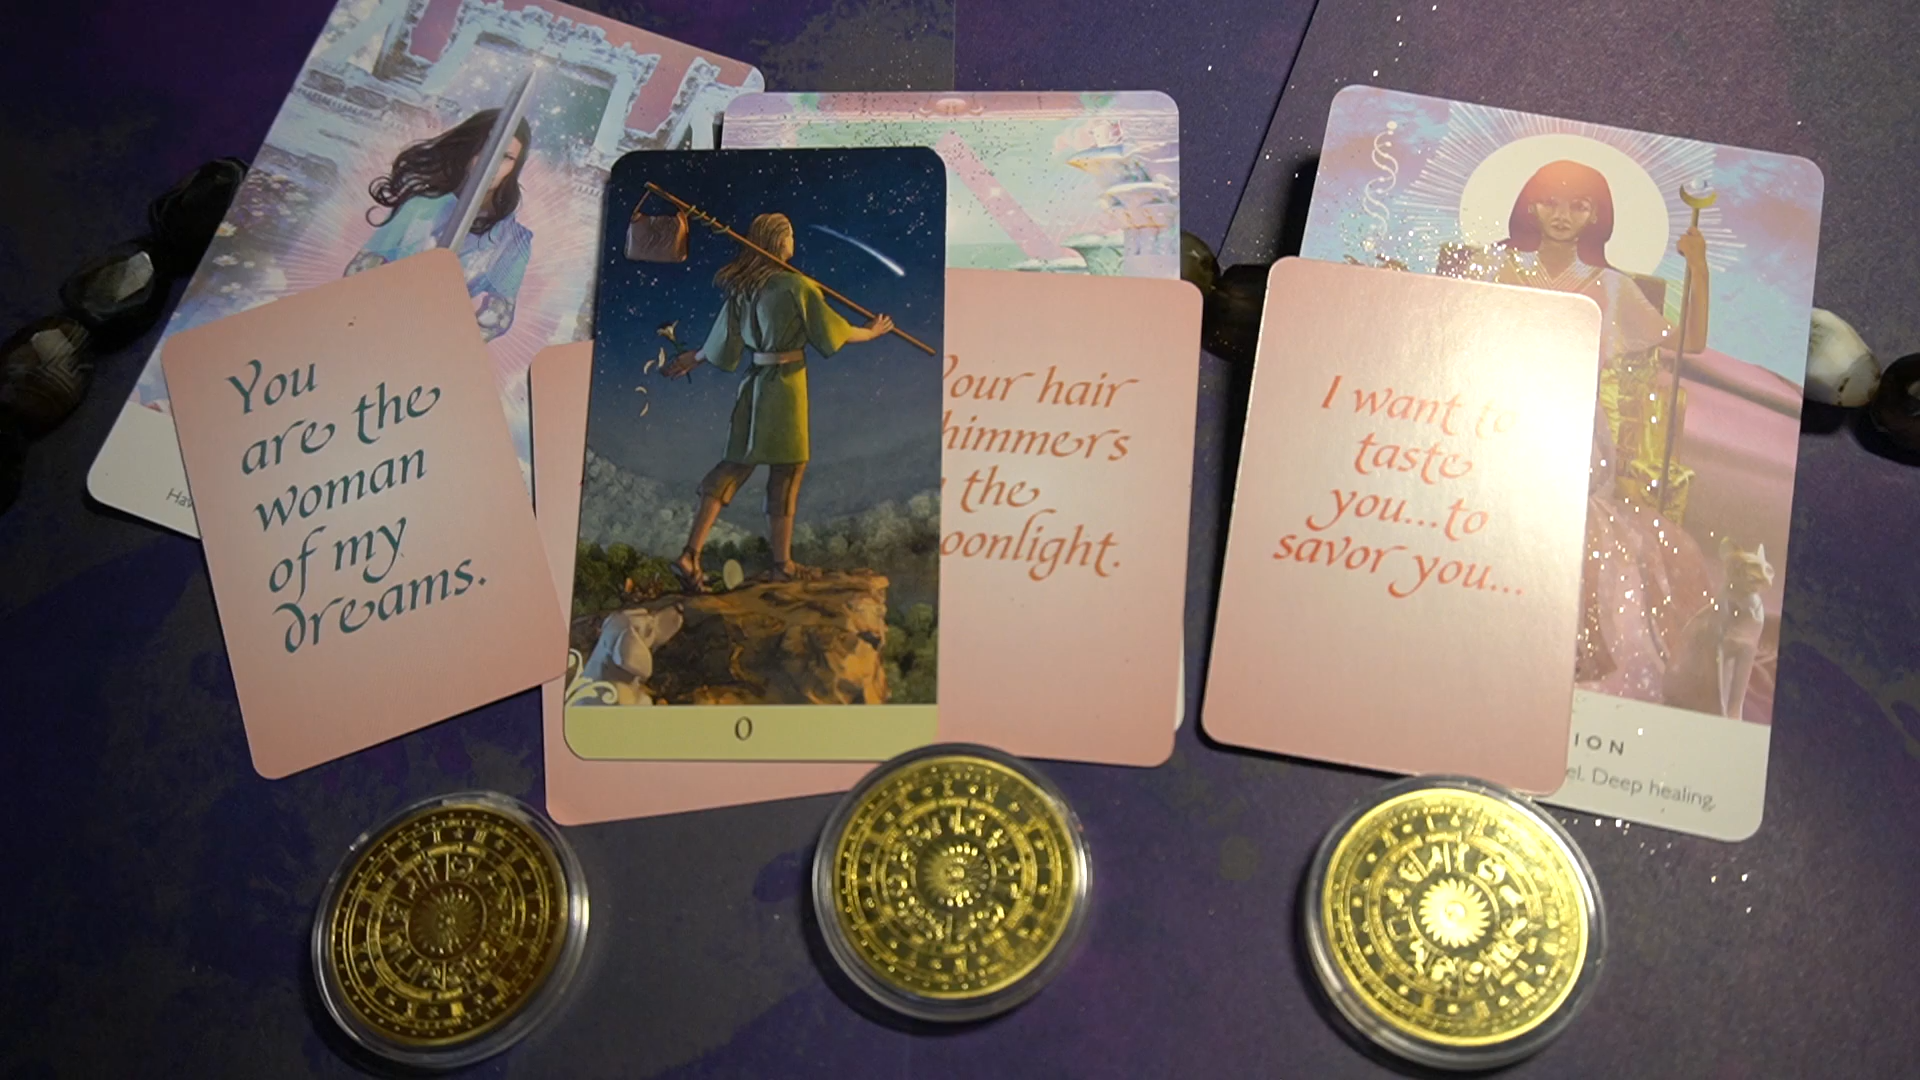 You
are the
woman
of my
dreams.
0
our hair
himmers
the
oonlight.
I want to
taste
you...to
savor you...
ION
el. Deep healing.